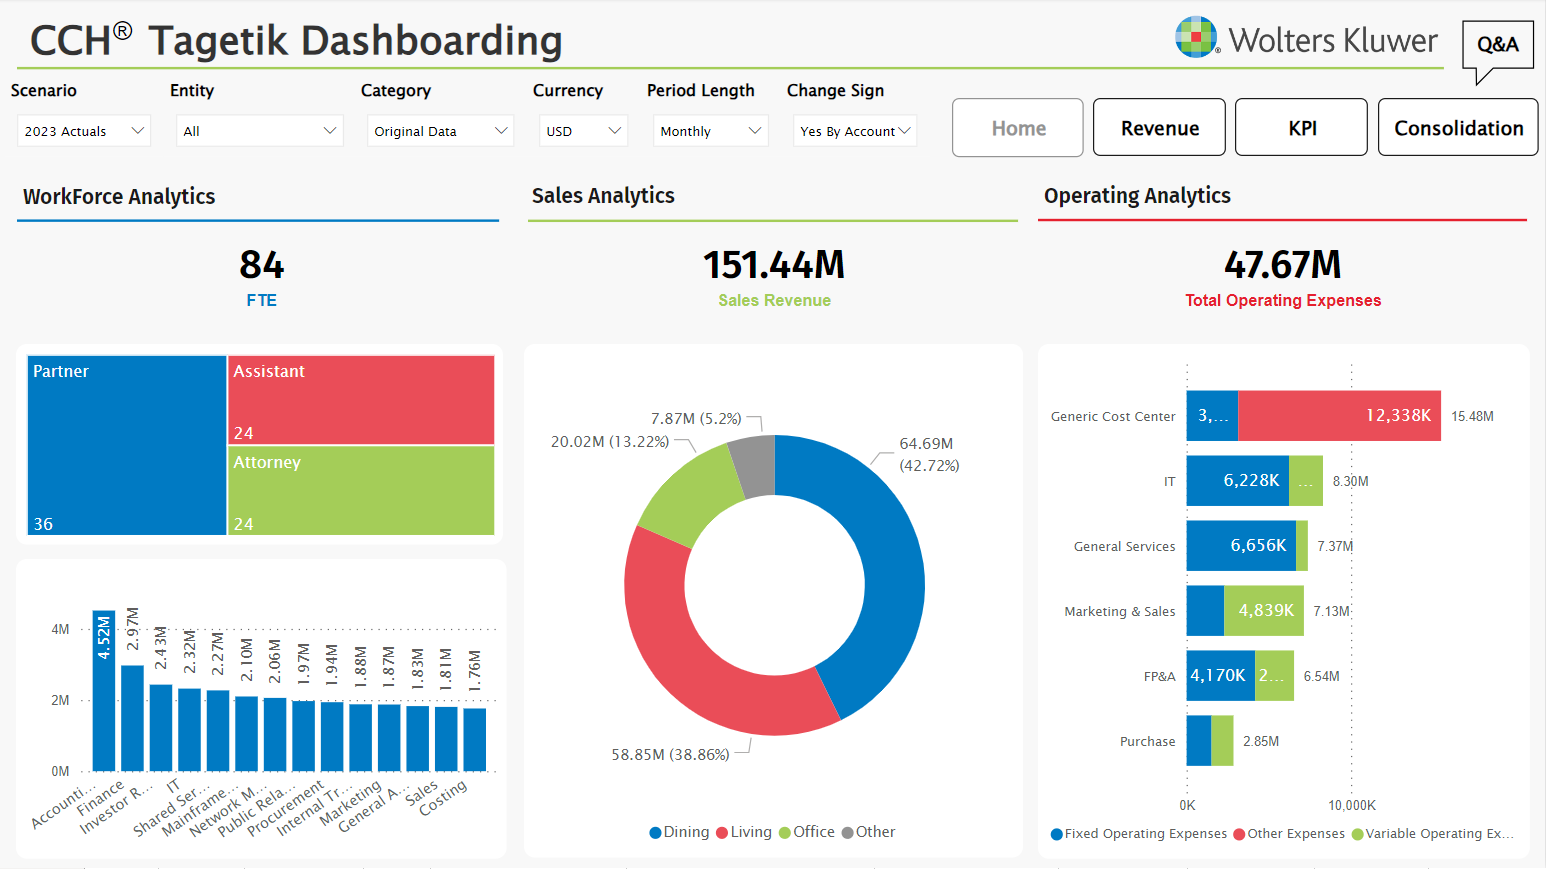 CCH® Tagetik Dashboarding
Wolters Kluwer
Q&A
Scenario
Entity
Category
Currency
Period Length
Change Sign
2023 Actuals
All
Original Data
USD
Monthly
Yes By Account
Home
Revenue
KPI
Consolidation
WorkForce Analytics
84
FTE
Partner
36
Assistant
24
Attorney
24
4M
2M
0M
4.52M
2.97M
2.43M
2.32M
2.27M
2.10M
2.06M
1.97M
1.94M
1.88M
1.87M
1.83M
1.81M
1.76M
Accounti...
Finance
Investor R...
IT
Shared Ser...
Mainframe...
Network M...
Public Rela...
Procurement
Internal Tr...
Marketing
General A...
Sales
Costing
Sales Analytics
151.44M
Sales Revenue
7.87M (5.2%)
20.02M (13.22%)
64.69M
(42.72%)
58.85M (38.86%)
Dining Living Office Other
Operating Analytics
47.67M
Total Operating Expenses
Generic Cost Center 3,... 12,338K 15.48M
IT 6,228K ... 8.30M
General Services 6,656K 7.37M
Marketing & Sales 4,839K 7.13M
FP&A 4,170K 2... 6.54M
Purchase 2.85M
0K 10,000K
Fixed Operating Expenses Other Expenses Variable Operating Ex...